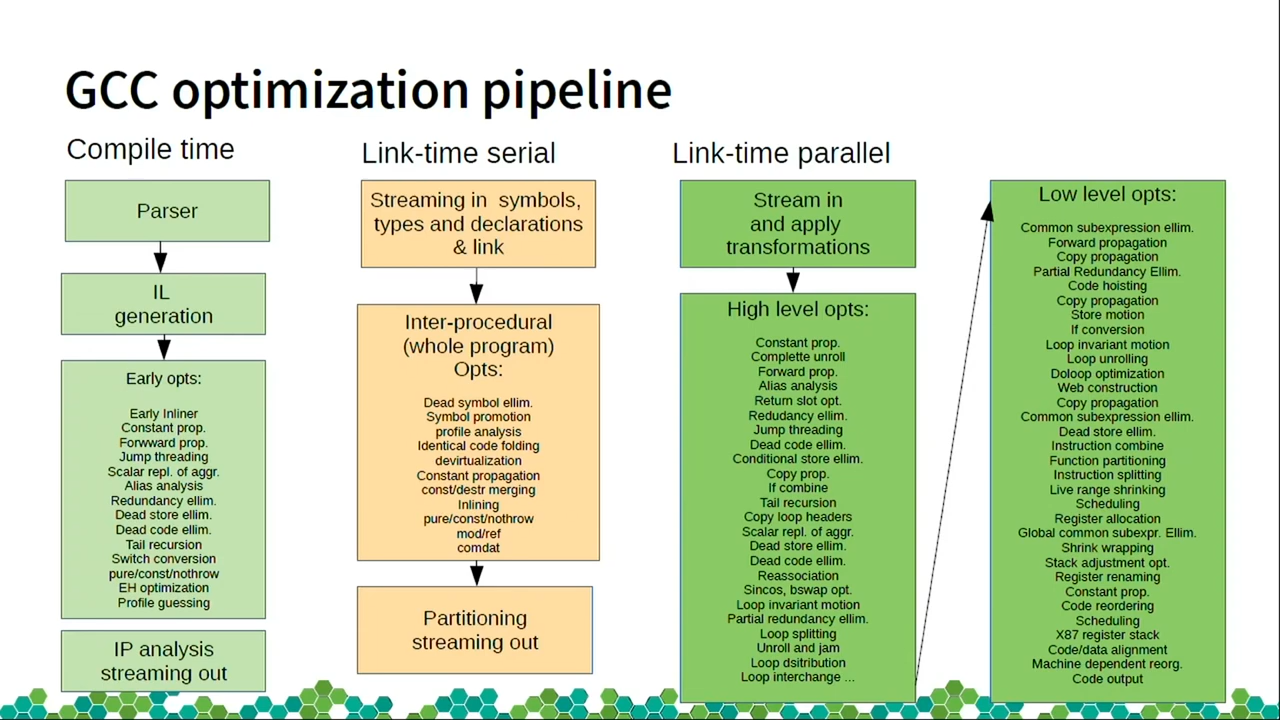 GCC optimization pipeline
Compile time
Parser
IL
generation
Early opts:
Early Inliner
Constant prop.
Forwward prop.
Jump threading
Scalar repl. of aggr.
Alias analysis
Redundancy ellim.
Dead store ellim.
Dead code ellim.
Tail recursion
Switch conversion
pure/const/nothrow
EH optimization
Profile guessing
IP analysis
streaming out
Link-time serial
Streaming in symbols,
types and declarations
& link
Inter-procedural
(whole program)
Opts:
Dead symbol ellim.
Symbol promotion
profile analysis
Identical code folding
devirtualization
Constant propagation
const/destr merging
Inlining
pure/const/nothrow
mod/ref
comdat
Partitioning
streaming out
Link-time parallel
Stream in
and apply
transformations
High level opts:
Constant prop.
Complette unroll
Forward prop.
Alias analysis
Return slot opt.
Redudancy ellim.
Jump threading
Dead code ellim.
Conditional store ellim.
Copy prop.
If combine
Tail recursion
Copy loop headers
Scalar repl. of aggr.
Dead store ellim.
Dead code ellim.
Reassociation
Sincos, bswap opt.
Loop invariant motion
Partial redundancy ellim.
Loop splitting
Unroll and jam
Loop dsitribution
Loop interchange ...
Low level opts:
Common subexpression ellim.
Forward propagation
Copy propagation
Partial Redundancy Ellim.
Code hoisting
Copy propagation
Store motion
If conversion
Loop invariant motion
Loop unrolling
Doloop optimization
Web construction
Copy propagation
Common subexpression ellim.
Dead store ellim.
Instruction combine
Function partitioning
Instruction splitting
Live range shrinking
Scheduling
Register allocation
Global common subexpr. Ellim.
Shrink wrapping
Stack adjustment opt.
Register renaming
Constant prop.
Code reordering
Scheduling
X87 register stack
Code/data alignment
Machine dependent reorg.
Code output